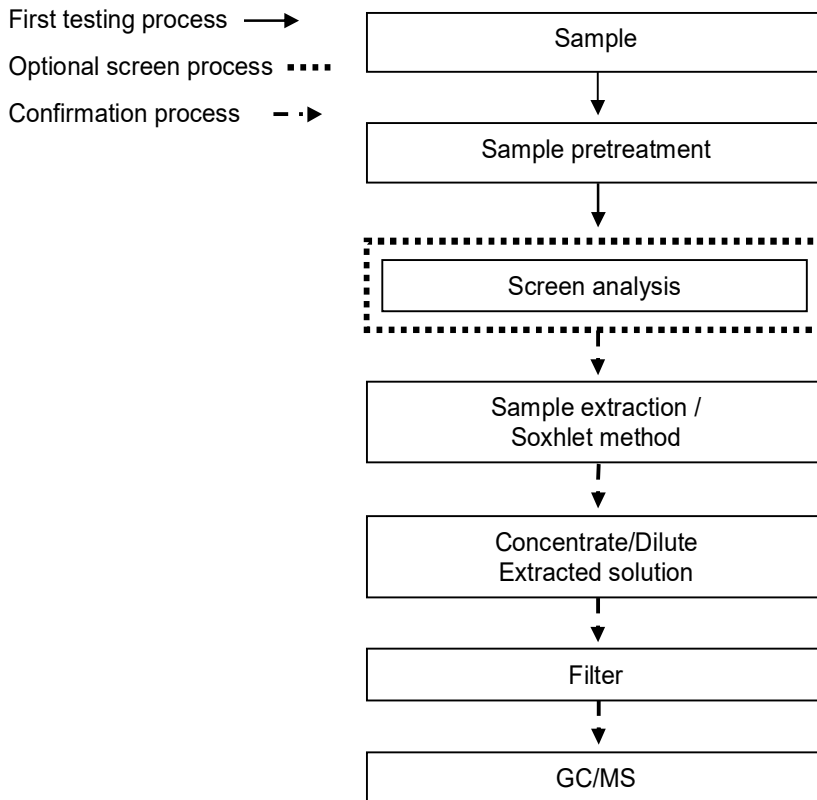 First testing process
Optional screen process
Confirmation process
Sample
Sample pretreatment
Screen analysis
Sample extraction /
Soxhlet method
Concentrate/Dilute
Extracted solution
Filter
GC/MS